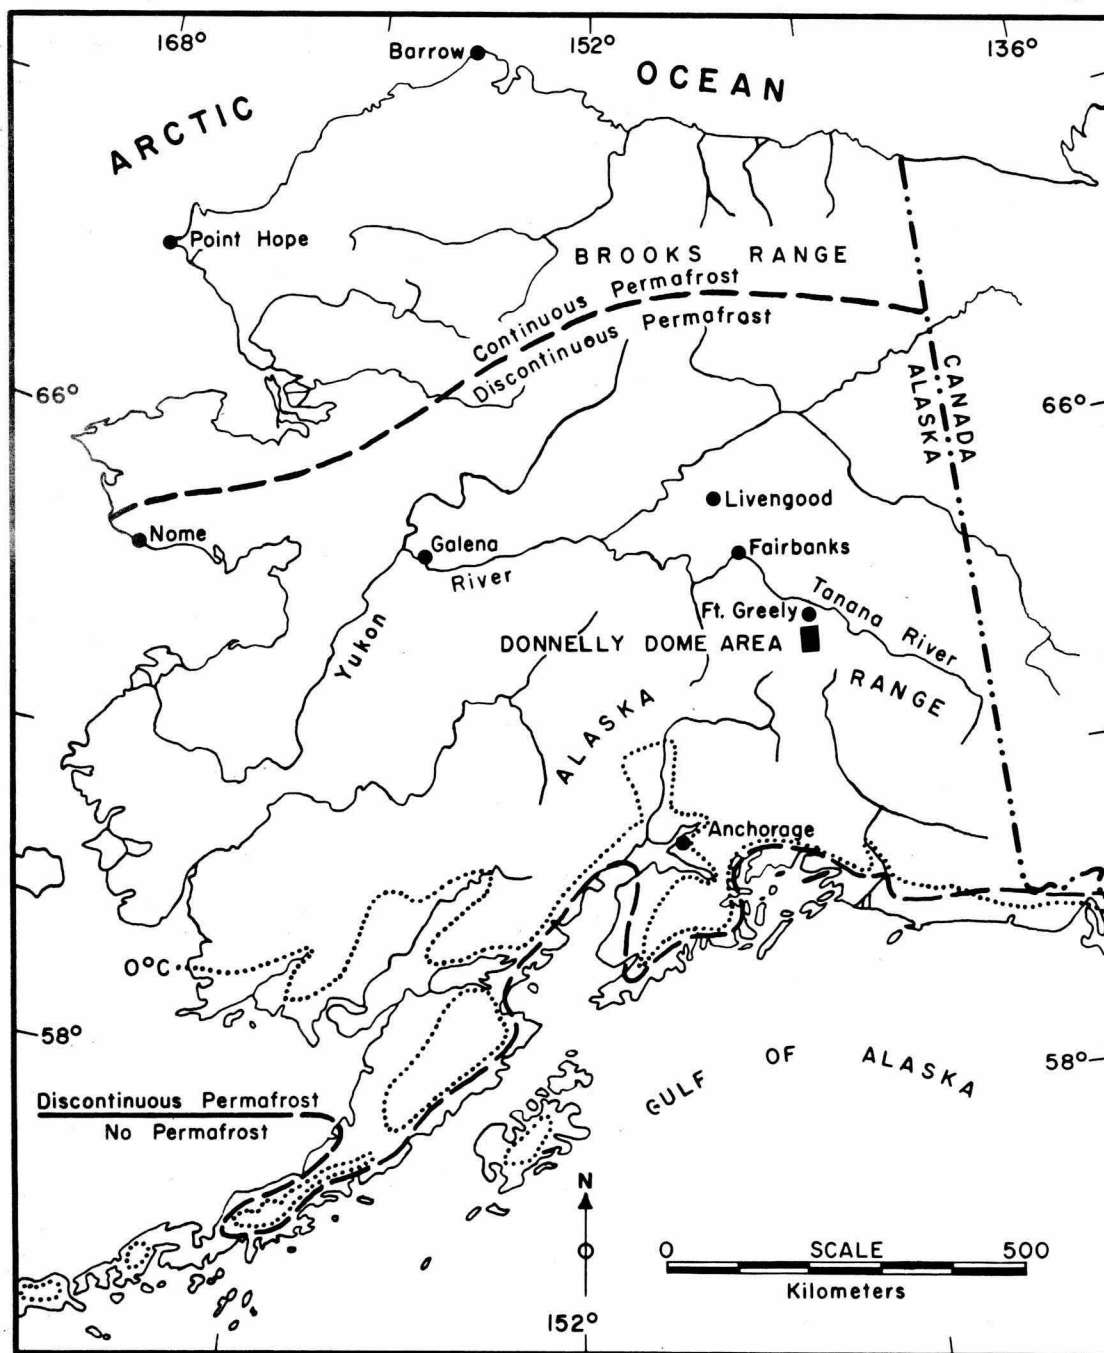 168°
152°
136°
Barrow
ARCTIC OCEAN
Point Hope
BROOKS RANGE
Continuous Permafrost
Discontinuous Permafrost
66°
66°
CANADA
ALASKA
Livengood
Nome
Galena
Fairbanks
Yukon River
Ft. Greely
Tanana River
DONNELLY DOME AREA
ALASKA RANGE
Anchorage
0°C
58°
58°
GULF OF ALASKA
Discontinuous Permafrost
No Permafrost
N
0 SCALE 500
Kilometers
152°